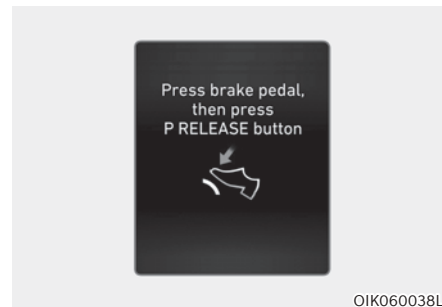 Press brake pedal,
then press
P RELEASE button
OIK060038L